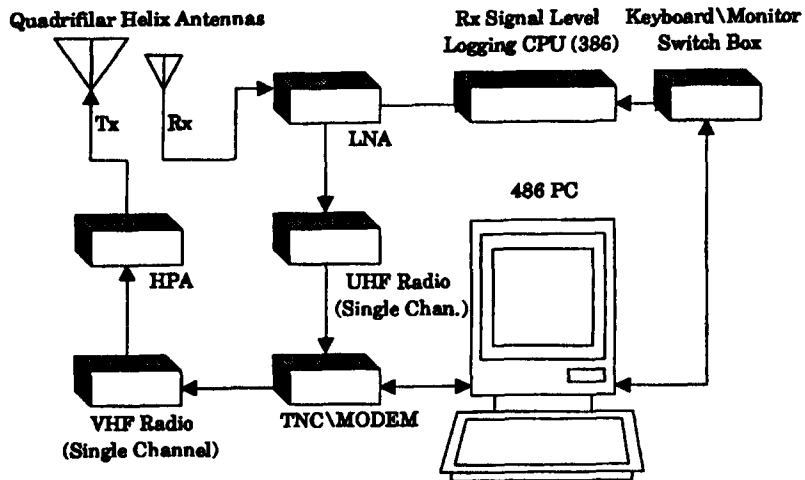 Quadrifilar Helix Antennas
Rx Signal Level
Logging CPU (386)
Keyboard\Monitor
Switch Box
Tx
Rx
LNA
486 PC
HPA
UHF Radio
(Single Chan.)
VHF Radio
(Single Channel)
TNC\MODEM